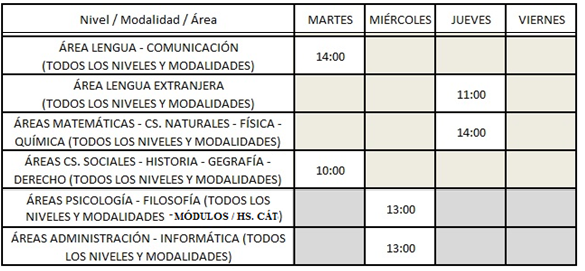 Nivel / Modalidad / Área MARTES MIÉRCOLES JUEVES VIERNES
ÁREA LENGUA - COMUNICACIÓN
(TODOS LOS NIVELES Y MODALIDADES) 14:00
ÁREA LENGUA EXTRANJERA
(TODOS LOS NIVELES Y MODALIDADES) 11:00
ÁREAS MATEMÁTICAS - CS. NATURALES - FÍSICA -
QUÍMICA (TODOS LOS NIVELES Y MODALIDADES) 14:00
ÁREAS CS. SOCIALES - HISTORIA - GEGRAFÍA -
DERECHO (TODOS LOS NIVELES Y MODALIDADES) 10:00
ÁREAS PSICOLOGÍA - FILOSOFÍA (TODOS LOS
NIVELES Y MODALIDADES - MÓDULOS / HS. CÁT.) 13:00
ÁREAS ADMINISTRACIÓN - INFORMÁTICA (TODOS
LOS NIVELES Y MODALIDADES) 13:00